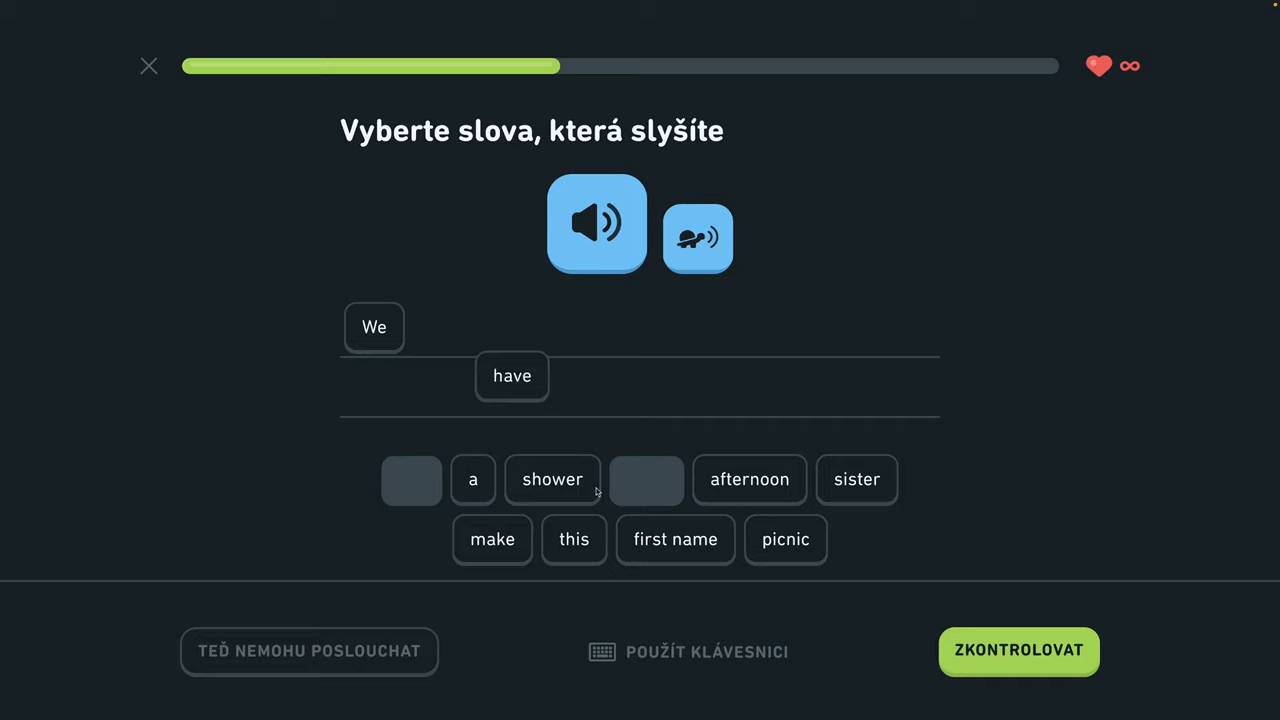 Vyberte slova, která slyšíte
We
have
a shower afternoon sister
make this first name picnic
TEĎ NEMOHU POSLOUCHAT POUŽÍT KLÁVESNICI ZKONTROLOVAT